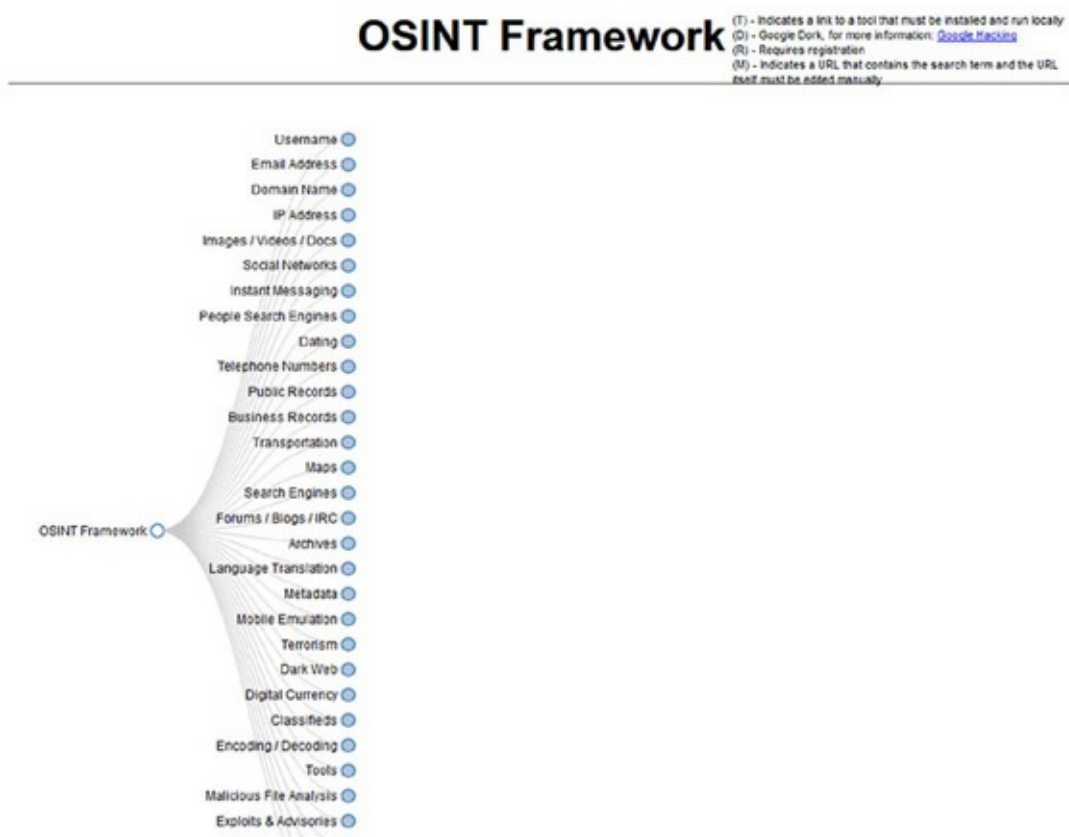 OSINT Framework
(T) - Indicates a link to a tool that must be installed and run locally
(D) - Google Dork, for more information: Google Hacking
(R) - Requires registration
(M) - Indicates a URL that contains the search term and the URL
itself must be edited manually
Username
Email Address
Domain Name
IP Address
Images / Videos / Docs
Social Networks
Instant Messaging
People Search Engines
Dating
Telephone Numbers
Public Records
Business Records
Transportation
Maps
Search Engines
Forums / Blogs / IRC
OSINT Framework
Archives
Language Translation
Metadata
Mobile Emulation
Terrorism
Dark Web
Digital Currency
Classifieds
Encoding / Decoding
Tools
Malicious File Analysis
Exploits & Advisories